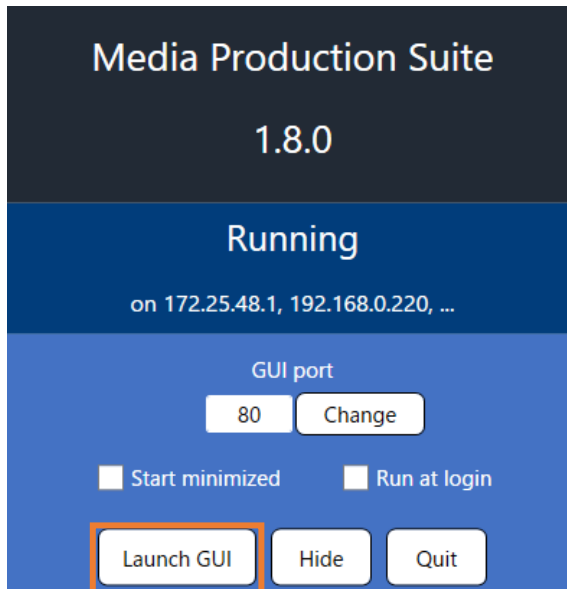 Media Production Suite
1.8.0
Running
on 172.25.48.1, 192.168.0.220, ...
GUI port
80 Change
Start minimized Run at login
Launch GUI Hide Quit